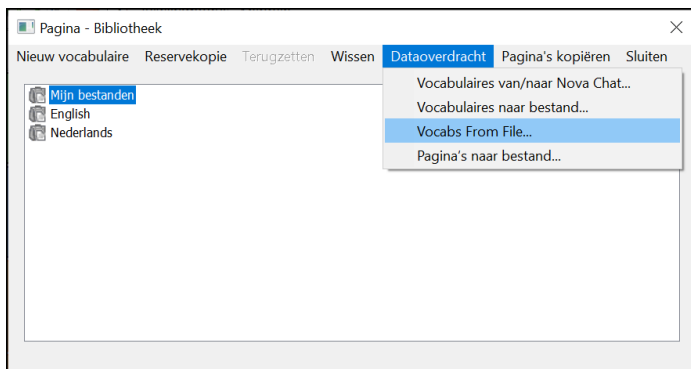 Pagina - Bibliotheek
Nieuw vocabulaire Reservekopie Terugzetten Wissen Dataoverdracht Pagina's kopiëren Sluiten
Mijn bestanden
English
Nederlands
Vocabulaires van/naar Nova Chat...
Vocabulaires naar bestand...
Vocabs From File...
Pagina's naar bestand...